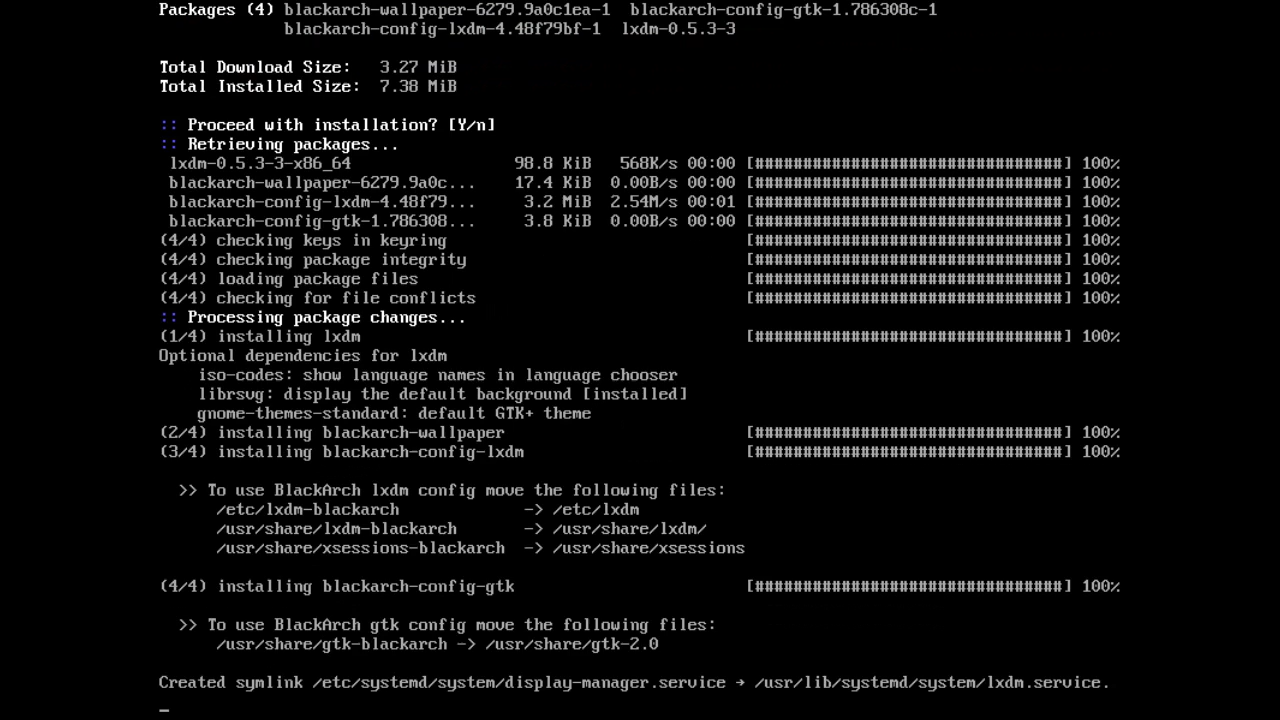 Packages (4) blackarch-wallpaper-6279.9a0c1ea-1  blackarch-config-gtk-1.786308c-1
             blackarch-config-lxdm-4.48f79bf-1  lxdm-0.5.3-3

Total Download Size:   3.27 MiB
Total Installed Size:  7.38 MiB

:: Proceed with installation? [Y/n]
:: Retrieving packages...
 lxdm-0.5.3-3-x86_64                 98.8 KiB   568K/s 00:00 [################################] 100%
 blackarch-wallpaper-6279.9a0c...    17.4 KiB  0.00B/s 00:00 [################################] 100%
 blackarch-config-lxdm-4.48f79...     3.2 MiB  2.54M/s 00:01 [################################] 100%
 blackarch-config-gtk-1.786308...     3.8 KiB  0.00B/s 00:00 [################################] 100%
(4/4) checking keys in keyring                               [################################] 100%
(4/4) checking package integrity                             [################################] 100%
(4/4) loading package files                                  [################################] 100%
(4/4) checking for file conflicts                            [################################] 100%
:: Processing package changes...
(1/4) installing lxdm                                        [################################] 100%
Optional dependencies for lxdm
    iso-codes: show language names in language chooser
    librsvg: display the default background [installed]
    gnome-themes-standard: default GTK+ theme
(2/4) installing blackarch-wallpaper                         [################################] 100%
(3/4) installing blackarch-config-lxdm                       [################################] 100%

  >> To use BlackArch lxdm config move the following files:
      /etc/lxdm-blackarch             -> /etc/lxdm
      /usr/share/lxdm-blackarch       -> /usr/share/lxdm/
      /usr/share/xsessions-blackarch  -> /usr/share/xsessions

(4/4) installing blackarch-config-gtk                        [################################] 100%

  >> To use BlackArch gtk config move the following files:
      /usr/share/gtk-blackarch -> /usr/share/gtk-2.0

Created symlink /etc/systemd/system/display-manager.service → /usr/lib/systemd/system/lxdm.service.
_